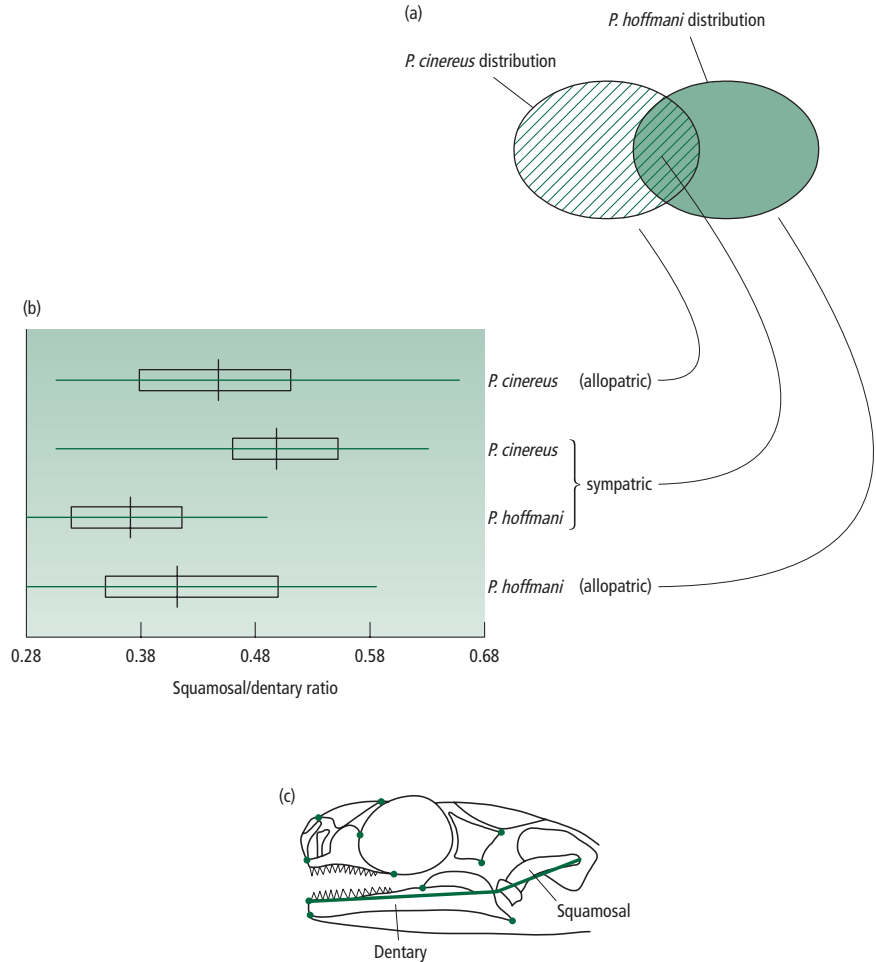 (a)
P. hoffmani distribution
P. cinereus distribution
(b)
P. cinereus (allopatric)
P. cinereus
sympatric
P. hoffmani
P. hoffmani (allopatric)
0.28 0.38 0.48 0.58 0.68
Squamosal/dentary ratio
(c)
Squamosal
Dentary